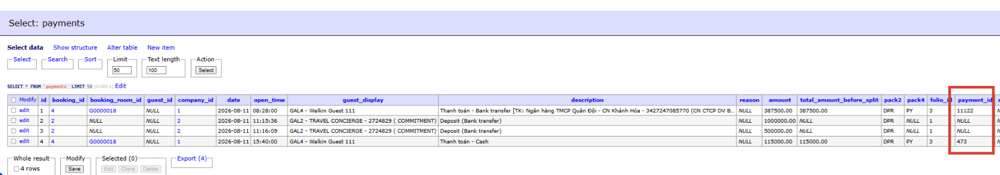 Select: payments
Select data Show structure Alter table New item
Select Search Sort Limit Text length Action
50 100 Select
SELECT * FROM `payments` LIMIT 50 (0.000 s) Edit
Modify id booking_id booking_room_id guest_id company_id date open_time guest_display description reason amount total_amount_before_split pack2 pack4 folio_id payment_id
edit 1 4 G0000018 NULL 1 2026-08-11 08:28:00 GAL4 - Walkin Guest 111 Thanh toán - Bank transfer [TK: Ngân hàng TMCP Quân Đội - CN Khánh Hòa - 3427247085770 (CN CTCP DV B... NULL 387500.00 387500.00 DPR PY 3 11122
edit 2 2 NULL NULL 2 2026-08-11 11:15:36 GAL2 - TRAVEL CONCIERGE - 2724829 ( COMMITMENT) Deposit (Bank transfer) NULL 1000000.00 NULL DPR NULL 1 NULL
edit 3 2 NULL NULL 2 2026-08-11 11:16:09 GAL2 - TRAVEL CONCIERGE - 2724829 ( COMMITMENT) Deposit (Bank transfer) NULL 500000.00 NULL DPR NULL 1 NULL
edit 4 4 G0000018 NULL 1 2026-08-11 15:40:00 GAL4 - Walkin Guest 111 Thanh toán - Cash NULL 115000.00 115000.00 DPR PY 3 473
Whole result Modify Selected (0) Export (4)
4 rows Save Edit Clone Delete